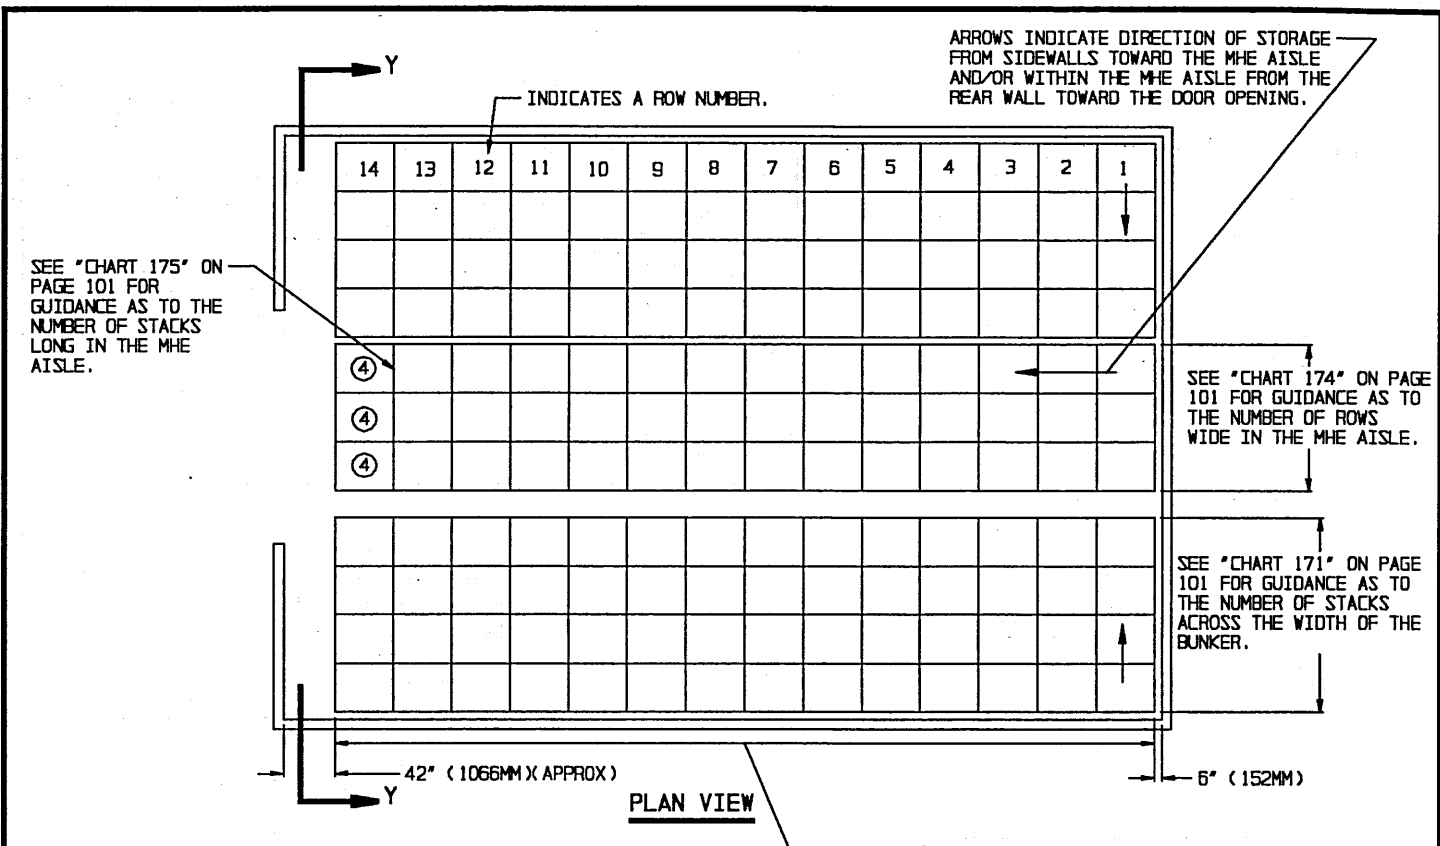 ARROWS INDICATE DIRECTION OF STORAGE
FROM SIDEWALLS TOWARD THE MHE AISLE
AND/OR WITHIN THE MHE AISLE FROM THE
REAR WALL TOWARD THE DOOR OPENING.
Y
INDICATES A ROW NUMBER.
14 13 12 11 10 9 8 7 6 5 4 3 2 1
SEE "CHART 175" ON
PAGE 101 FOR
GUIDANCE AS TO THE
NUMBER OF STACKS
LONG IN THE MHE
AISLE.
4
4
4
SEE "CHART 174" ON PAGE
101 FOR GUIDANCE AS TO
THE NUMBER OF ROWS
WIDE IN THE MHE AISLE.
SEE "CHART 171" ON PAGE
101 FOR GUIDANCE AS TO
THE NUMBER OF STACKS
ACROSS THE WIDTH OF THE
BUNKER.
42" (1066MM)(APPROX)
6" (152MM)
Y
PLAN VIEW